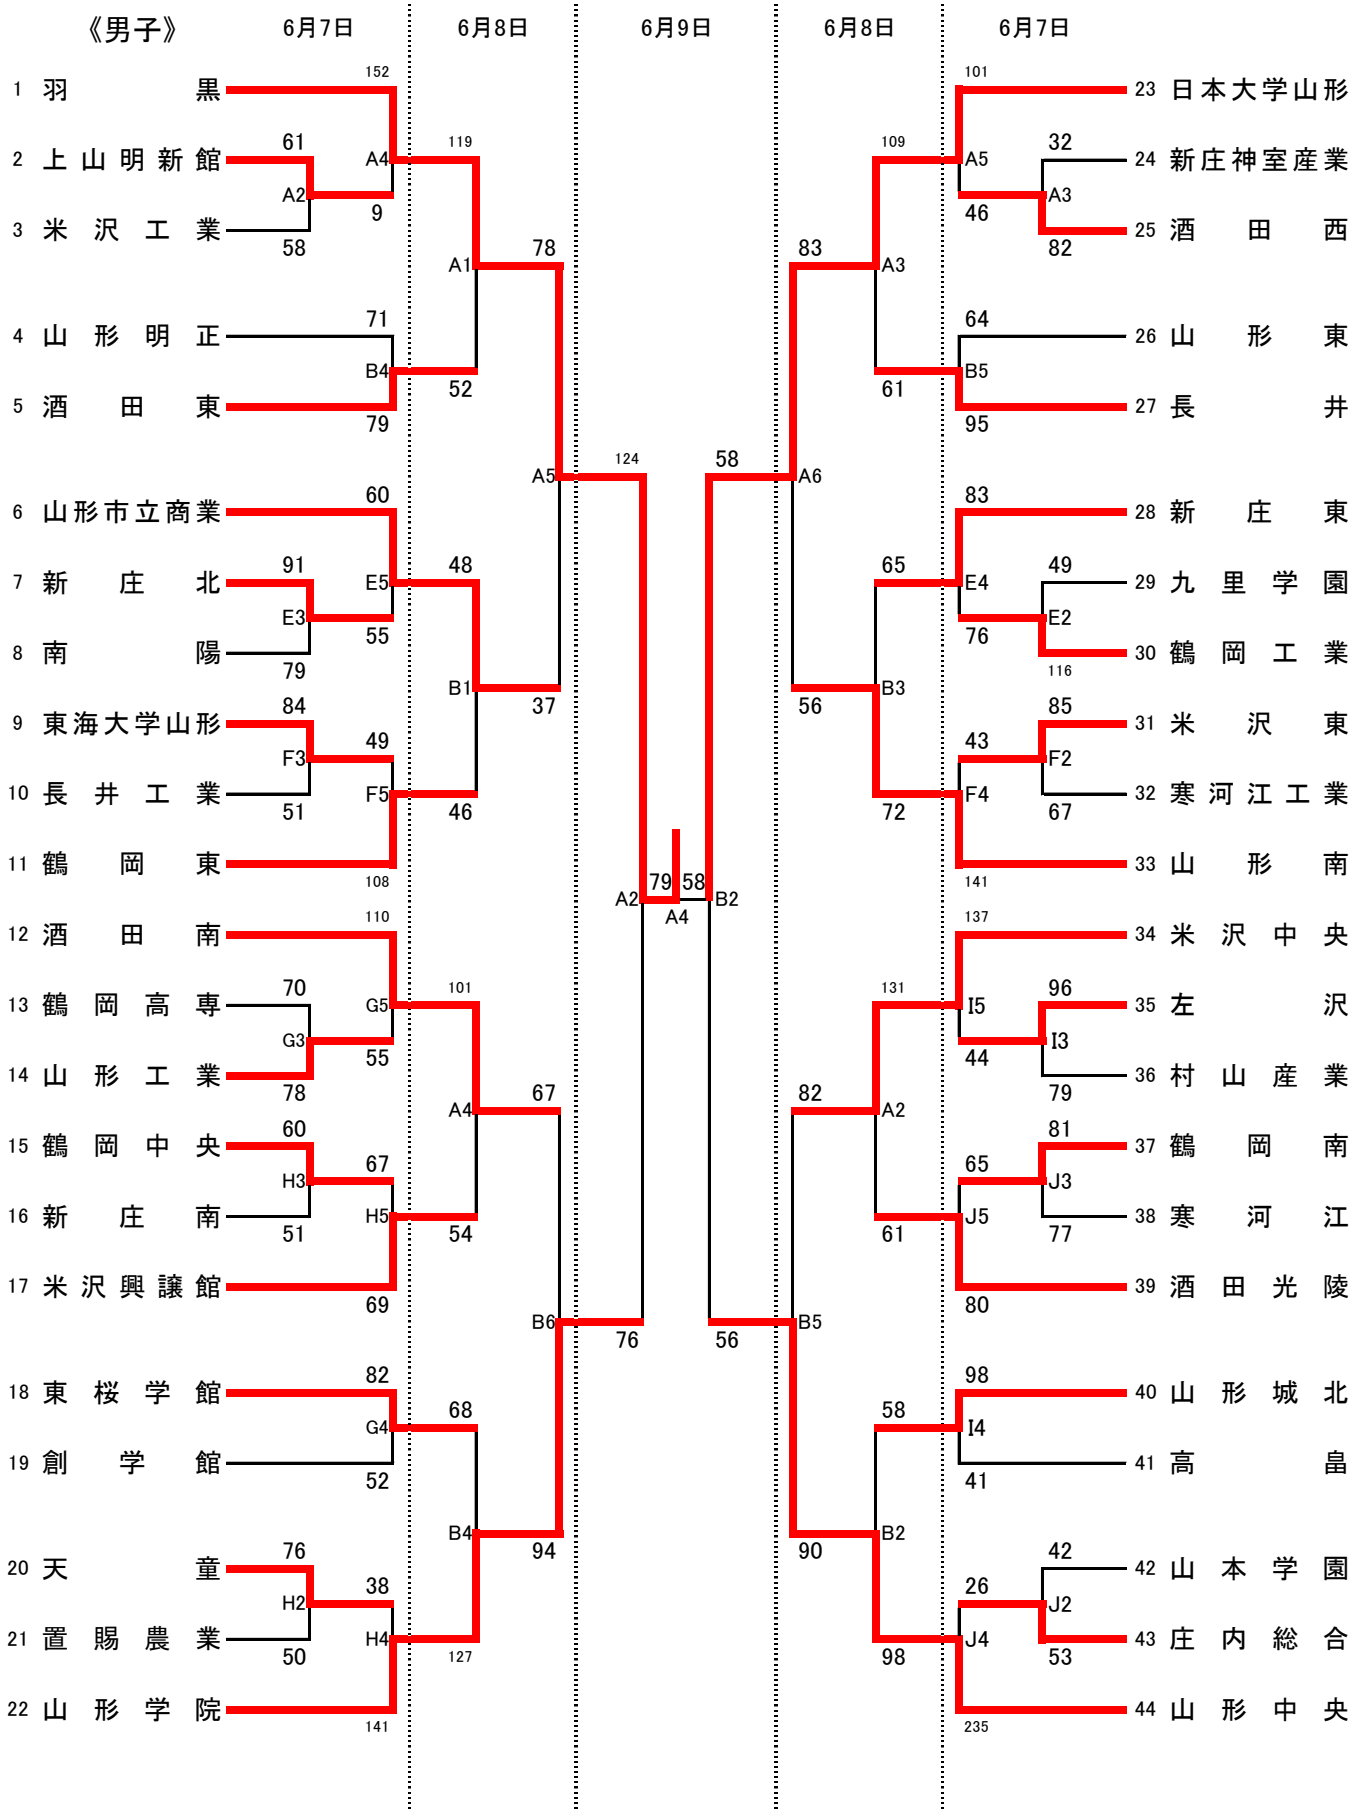 《男子》 6月7日 6月8日 6月9日 6月8日 6月7日
152 101
1 羽黒 23 日本大学山形
61 119 109 32
2 上山明新館 A4 A5 24 新庄神室産業
A2 9 46 A3
3 米沢工業 25 酒田西
58 78 83 82
A1 A3
71 64
4 山形明正 26 山形東
B4 52 61 B5
5 酒田東 27 長井
79 95
124 58
A5 A6
60 83
6 山形市立商業 28 新庄東
91 48 65 49
7 新庄北 E5 E4 29 九里学園
E3 55 76 E2
8 南陽 30 鶴岡工業
79 116
B1 37 56 B3
84 85
9 東海大学山形 31 米沢東
49 43
F3 F2
10 長井工業 F5 F4 32 寒河江工業
51 46 72 67
11 鶴岡東 33 山形南
108 79 58 141
A2 B2
A4
110 137
12 酒田南 34 米沢中央
70 101 131 96
13 鶴岡高専 G5 I5 35 左沢
G3 55 44 I3
14 山形工業 36 村山産業
78 67 82 79
A4 A2
60 81
15 鶴岡中央 37 鶴岡南
67 65
H3 J3
16 新庄南 H5 J5 38 寒河江
51 54 61 77
17 米沢興譲館 39 酒田光陵
69 80
B6 76 56 B5
82 98
18 東桜学館 40 山形城北
68 58
G4 I4
19 創学館 41 高畠
52 41
B4 94 90 B2
76 42
20 天童 42 山本学園
38 26
H2 J2
21 置賜農業 H4 J4 43 庄内総合
50 127 98 53
22 山形学院 44 山形中央
141 235